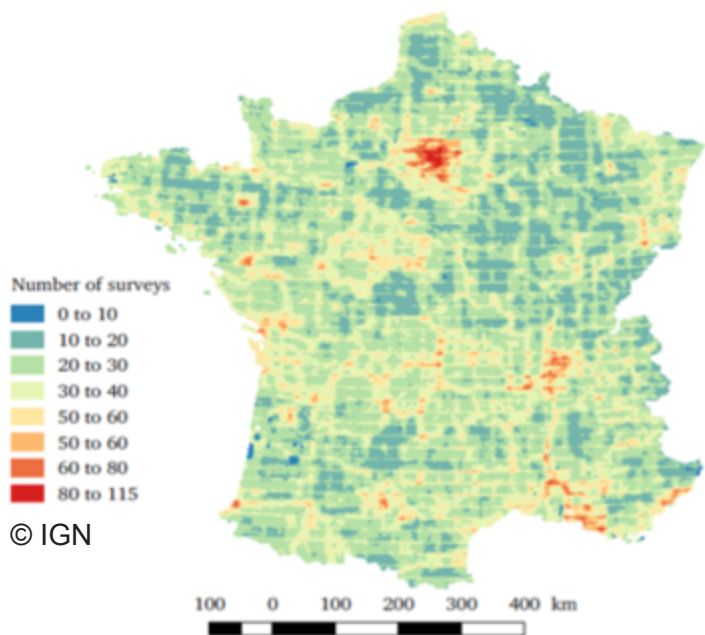 Number of surveys
0 to 10
10 to 20
20 to 30
30 to 40
50 to 60
50 to 60
60 to 80
80 to 115
© IGN
100 0 100 200 300 400 km